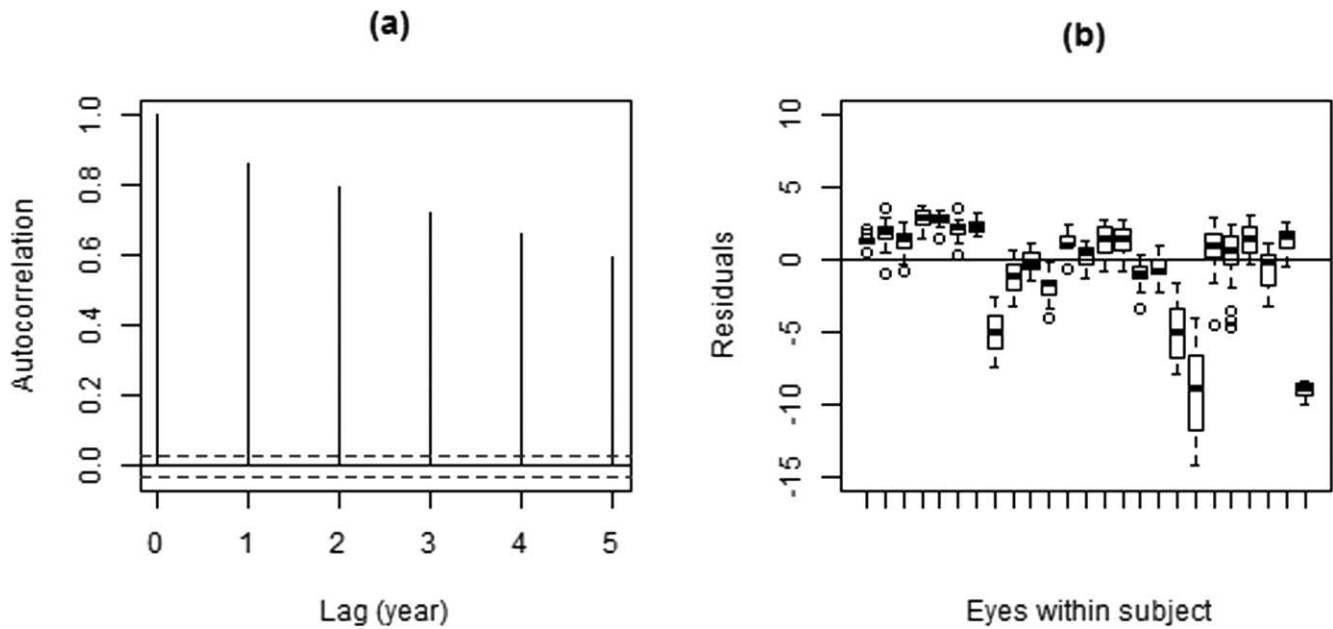 (a)
Autocorrelation
1.0
0.8
0.6
0.4
0.2
0.0
0 1 2 3 4 5
Lag (year)
(b)
Residuals
10
5
0
-5
-10
-15
Eyes within subject